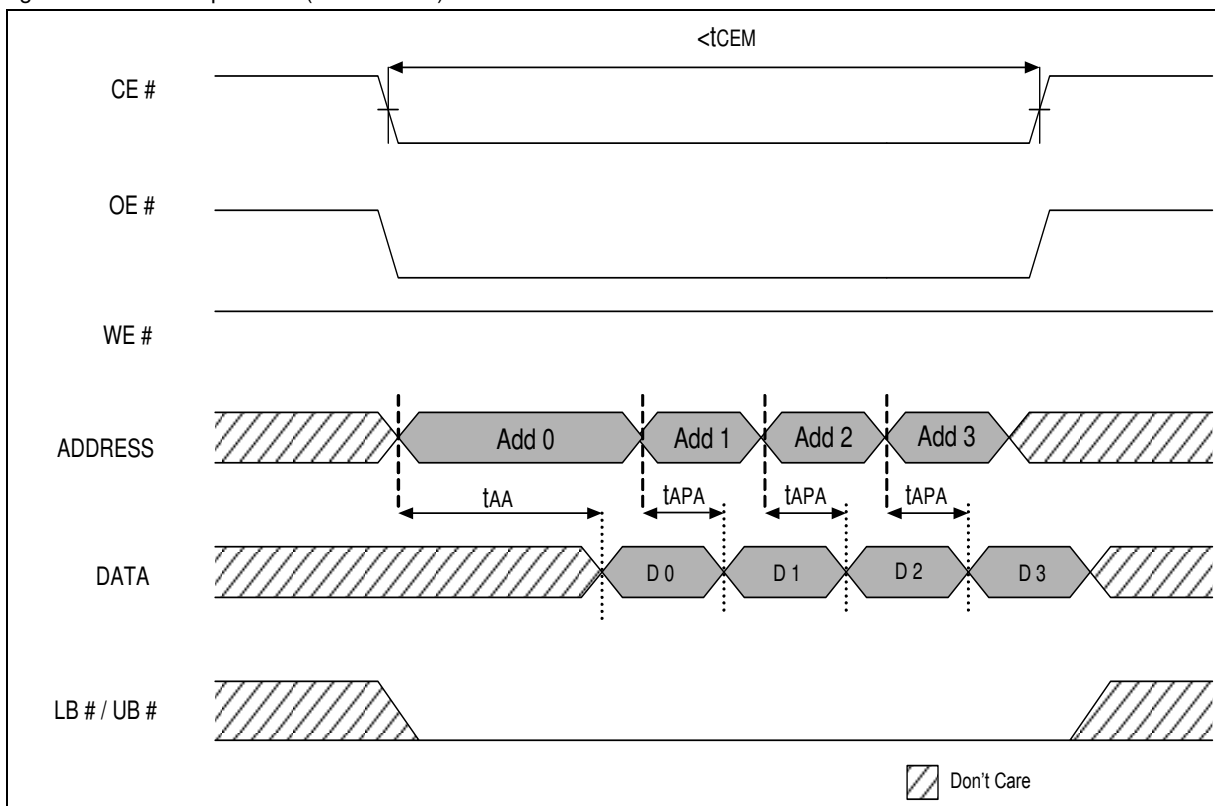 <tCEM
CE #
OE #
WE #
ADDRESS
Add 0
Add 1
Add 2
Add 3
tAA
tAPA
tAPA
tAPA
DATA
D 0
D 1
D 2
D 3
LB # / UB #
Don't Care